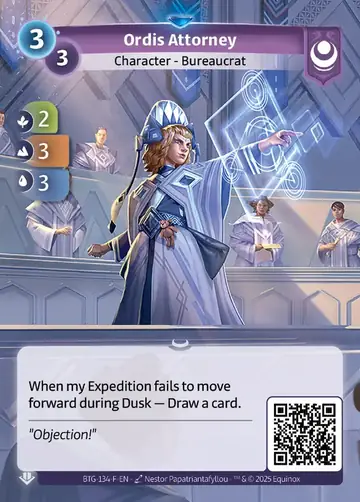 3
Ordis Attorney
3
Character - Bureaucrat
2
3
3
When my Expedition fails to move
forward during Dusk — Draw a card.
"Objection!"
BTG-134-F-EN - Nestor Papatriantafyllou - ™ & © 2025 Equinox